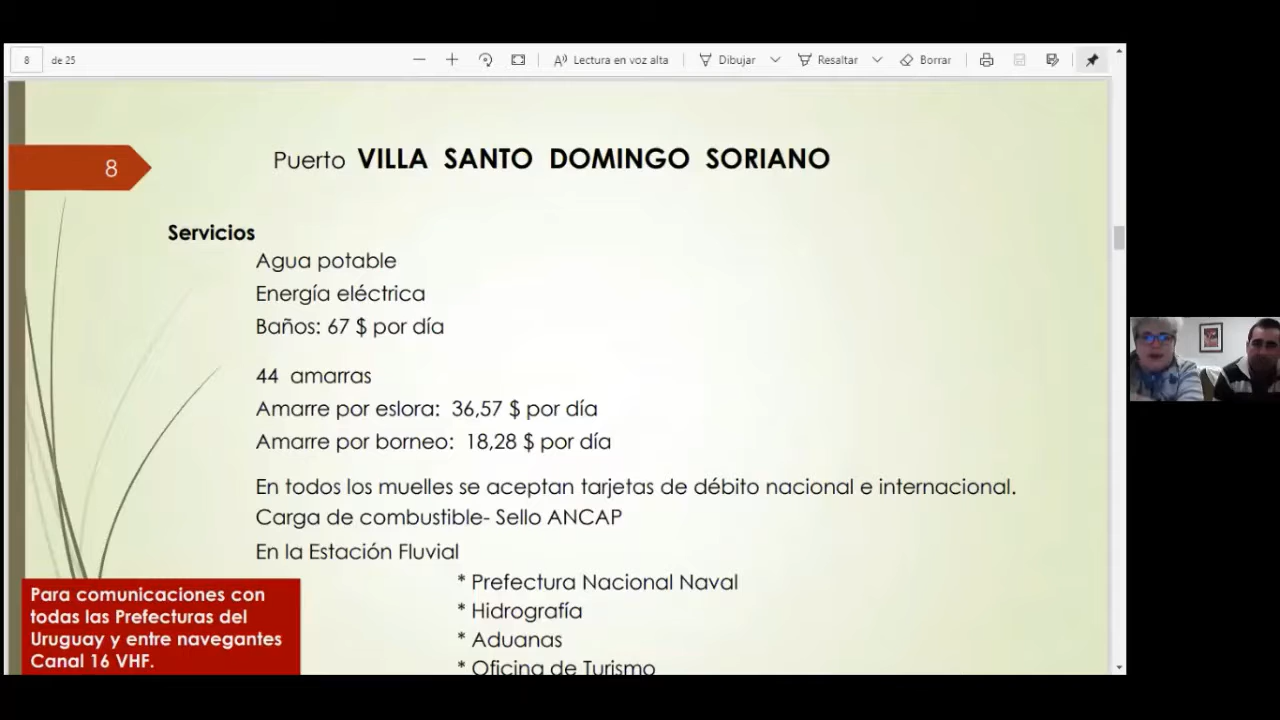 8 de 25 Lectura en voz alta Dibujar Resaltar Borrar
8
Puerto VILLA SANTO DOMINGO SORIANO
Servicios
Agua potable
Energía eléctrica
Baños: 67 $ por día
44 amarras
Amarre por eslora: 36,57 $ por día
Amarre por borneo: 18,28 $ por día
En todos los muelles se aceptan tarjetas de débito nacional e internacional.
Carga de combustible- Sello ANCAP
En la Estación Fluvial
* Prefectura Nacional Naval
* Hidrografía
* Aduanas
* Oficina de Turismo
Para comunicaciones con
todas las Prefecturas del
Uruguay y entre navegantes
Canal 16 VHF.